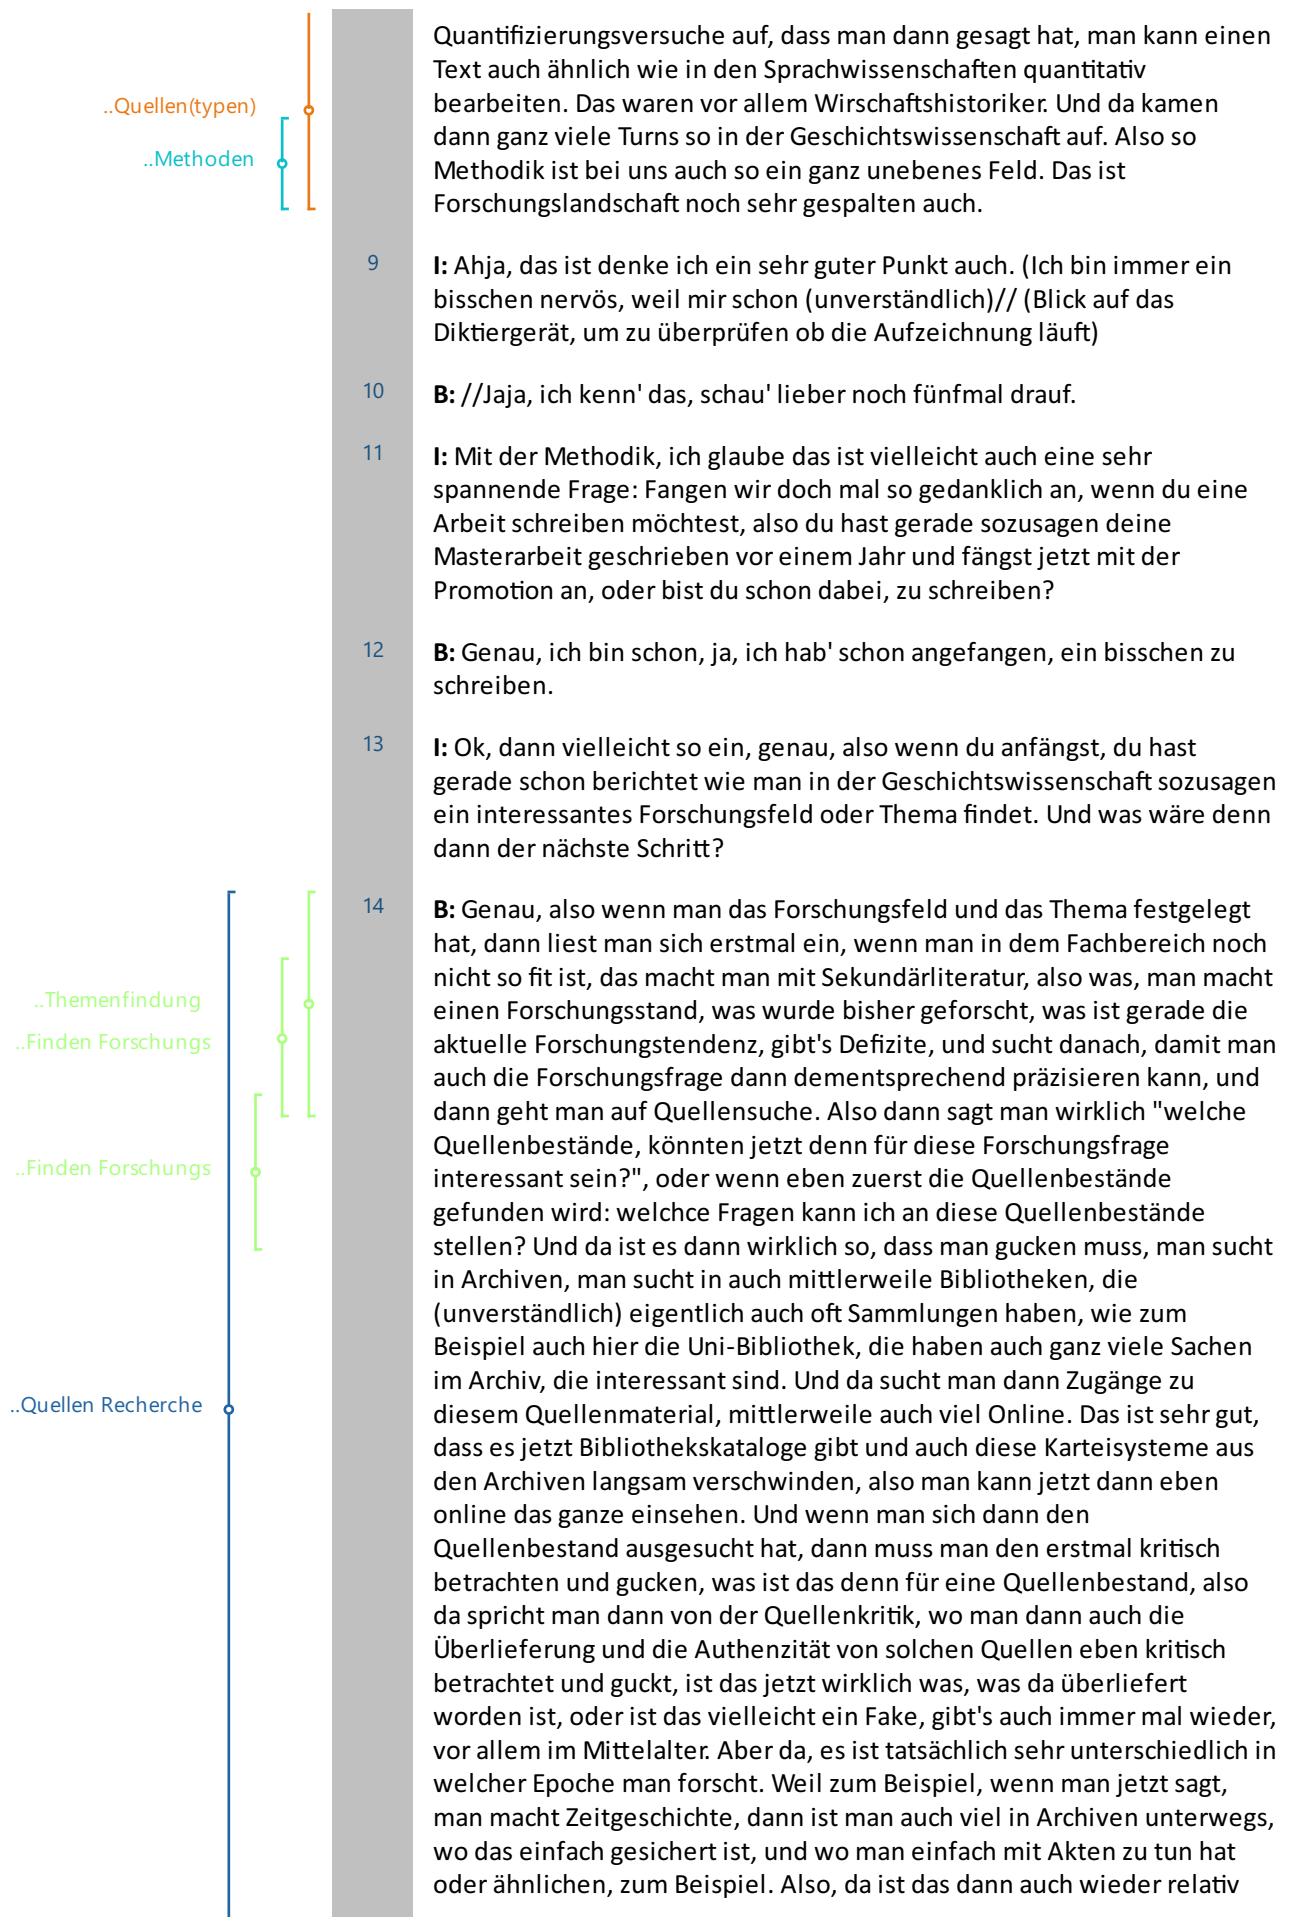 Quantifizierungsversuche auf, dass man dann gesagt hat, man kann einen
Text auch ähnlich wie in den Sprachwissenschaften quantitativ
..Quellen(typen)
bearbeiten. Das waren vor allem Wirschaftshistoriker. Und da kamen
dann ganz viele Turns so in der Geschichtswissenschaft auf. Also so
..Methoden
Methodik ist bei uns auch so ein ganz unebenes Feld. Das ist
Forschungslandschaft noch sehr gespalten auch.
9 I: Ahja, das ist denke ich ein sehr guter Punkt auch. (Ich bin immer ein
bisschen nervös, weil mir schon (unverständlich)// (Blick auf das
Diktiergerät, um zu überprüfen ob die Aufzeichnung läuft)
10 B: //Jaja, ich kenn' das, schau' lieber noch fünfmal drauf.
11 I: Mit der Methodik, ich glaube das ist vielleicht auch eine sehr
spannende Frage: Fangen wir doch mal so gedanklich an, wenn du eine
Arbeit schreiben möchtest, also du hast gerade sozusagen deine
Masterarbeit geschrieben vor einem Jahr und fängst jetzt mit der
Promotion an, oder bist du schon dabei, zu schreiben?
12 B: Genau, ich bin schon, ja, ich hab' schon angefangen, ein bisschen zu
schreiben.
13 I: Ok, dann vielleicht so ein, genau, also wenn du anfängst, du hast
gerade schon berichtet wie man in der Geschichtswissenschaft sozusagen
ein interessantes Forschungsfeld oder Thema findet. Und was wäre denn
dann der nächste Schritt?
14 B: Genau, also wenn man das Forschungsfeld und das Thema festgelegt
hat, dann liest man sich erstmal ein, wenn man in dem Fachbereich noch
nicht so fit ist, das macht man mit Sekundärliteratur, also was, man macht
..Themenfindung
einen Forschungsstand, was wurde bisher geforscht, was ist gerade die
..Finden Forschungs
aktuelle Forschungstendenz, gibt's Defizite, und sucht danach, damit man
auch die Forschungsfrage dann dementsprechend präzisieren kann, und
dann geht man auf Quellensuche. Also dann sagt man wirklich "welche
Quellenbestände, könnten jetzt denn für diese Forschungsfrage
..Finden Forschungs
interessant sein?", oder wenn eben zuerst die Quellenbestände
gefunden wird: welchce Fragen kann ich an diese Quellenbestände
stellen? Und da ist es dann wirklich so, dass man gucken muss, man sucht
in Archiven, man sucht in auch mittlerweile Bibliotheken, die
(unverständlich) eigentlich auch oft Sammlungen haben, wie zum
Beispiel auch hier die Uni-Bibliothek, die haben auch ganz viele Sachen
im Archiv, die interessant sind. Und da sucht man dann Zugänge zu
..Quellen Recherche
diesem Quellenmaterial, mittlerweile auch viel Online. Das ist sehr gut,
dass es jetzt Bibliothekskataloge gibt und auch diese Karteisysteme aus
den Archiven langsam verschwinden, also man kann jetzt dann eben
online das ganze einsehen. Und wenn man sich dann den
Quellenbestand ausgesucht hat, dann muss man den erstmal kritisch
betrachten und gucken, was ist das denn für eine Quellenbestand, also
da spricht man dann von der Quellenkritik, wo man dann auch die
Überlieferung und die Authenzität von solchen Quellen eben kritisch
betrachtet und guckt, ist das jetzt wirklich was, was da überliefert
worden ist, oder ist das vielleicht ein Fake, gibt's auch immer mal wieder,
vor allem im Mittelalter. Aber da, es ist tatsächlich sehr unterschiedlich in
welcher Epoche man forscht. Weil zum Beispiel, wenn man jetzt sagt,
man macht Zeitgeschichte, dann ist man auch viel in Archiven unterwegs,
wo das einfach gesichert ist, und wo man einfach mit Akten zu tun hat
oder ähnlichen, zum Beispiel. Also, da ist das dann auch wieder relativ